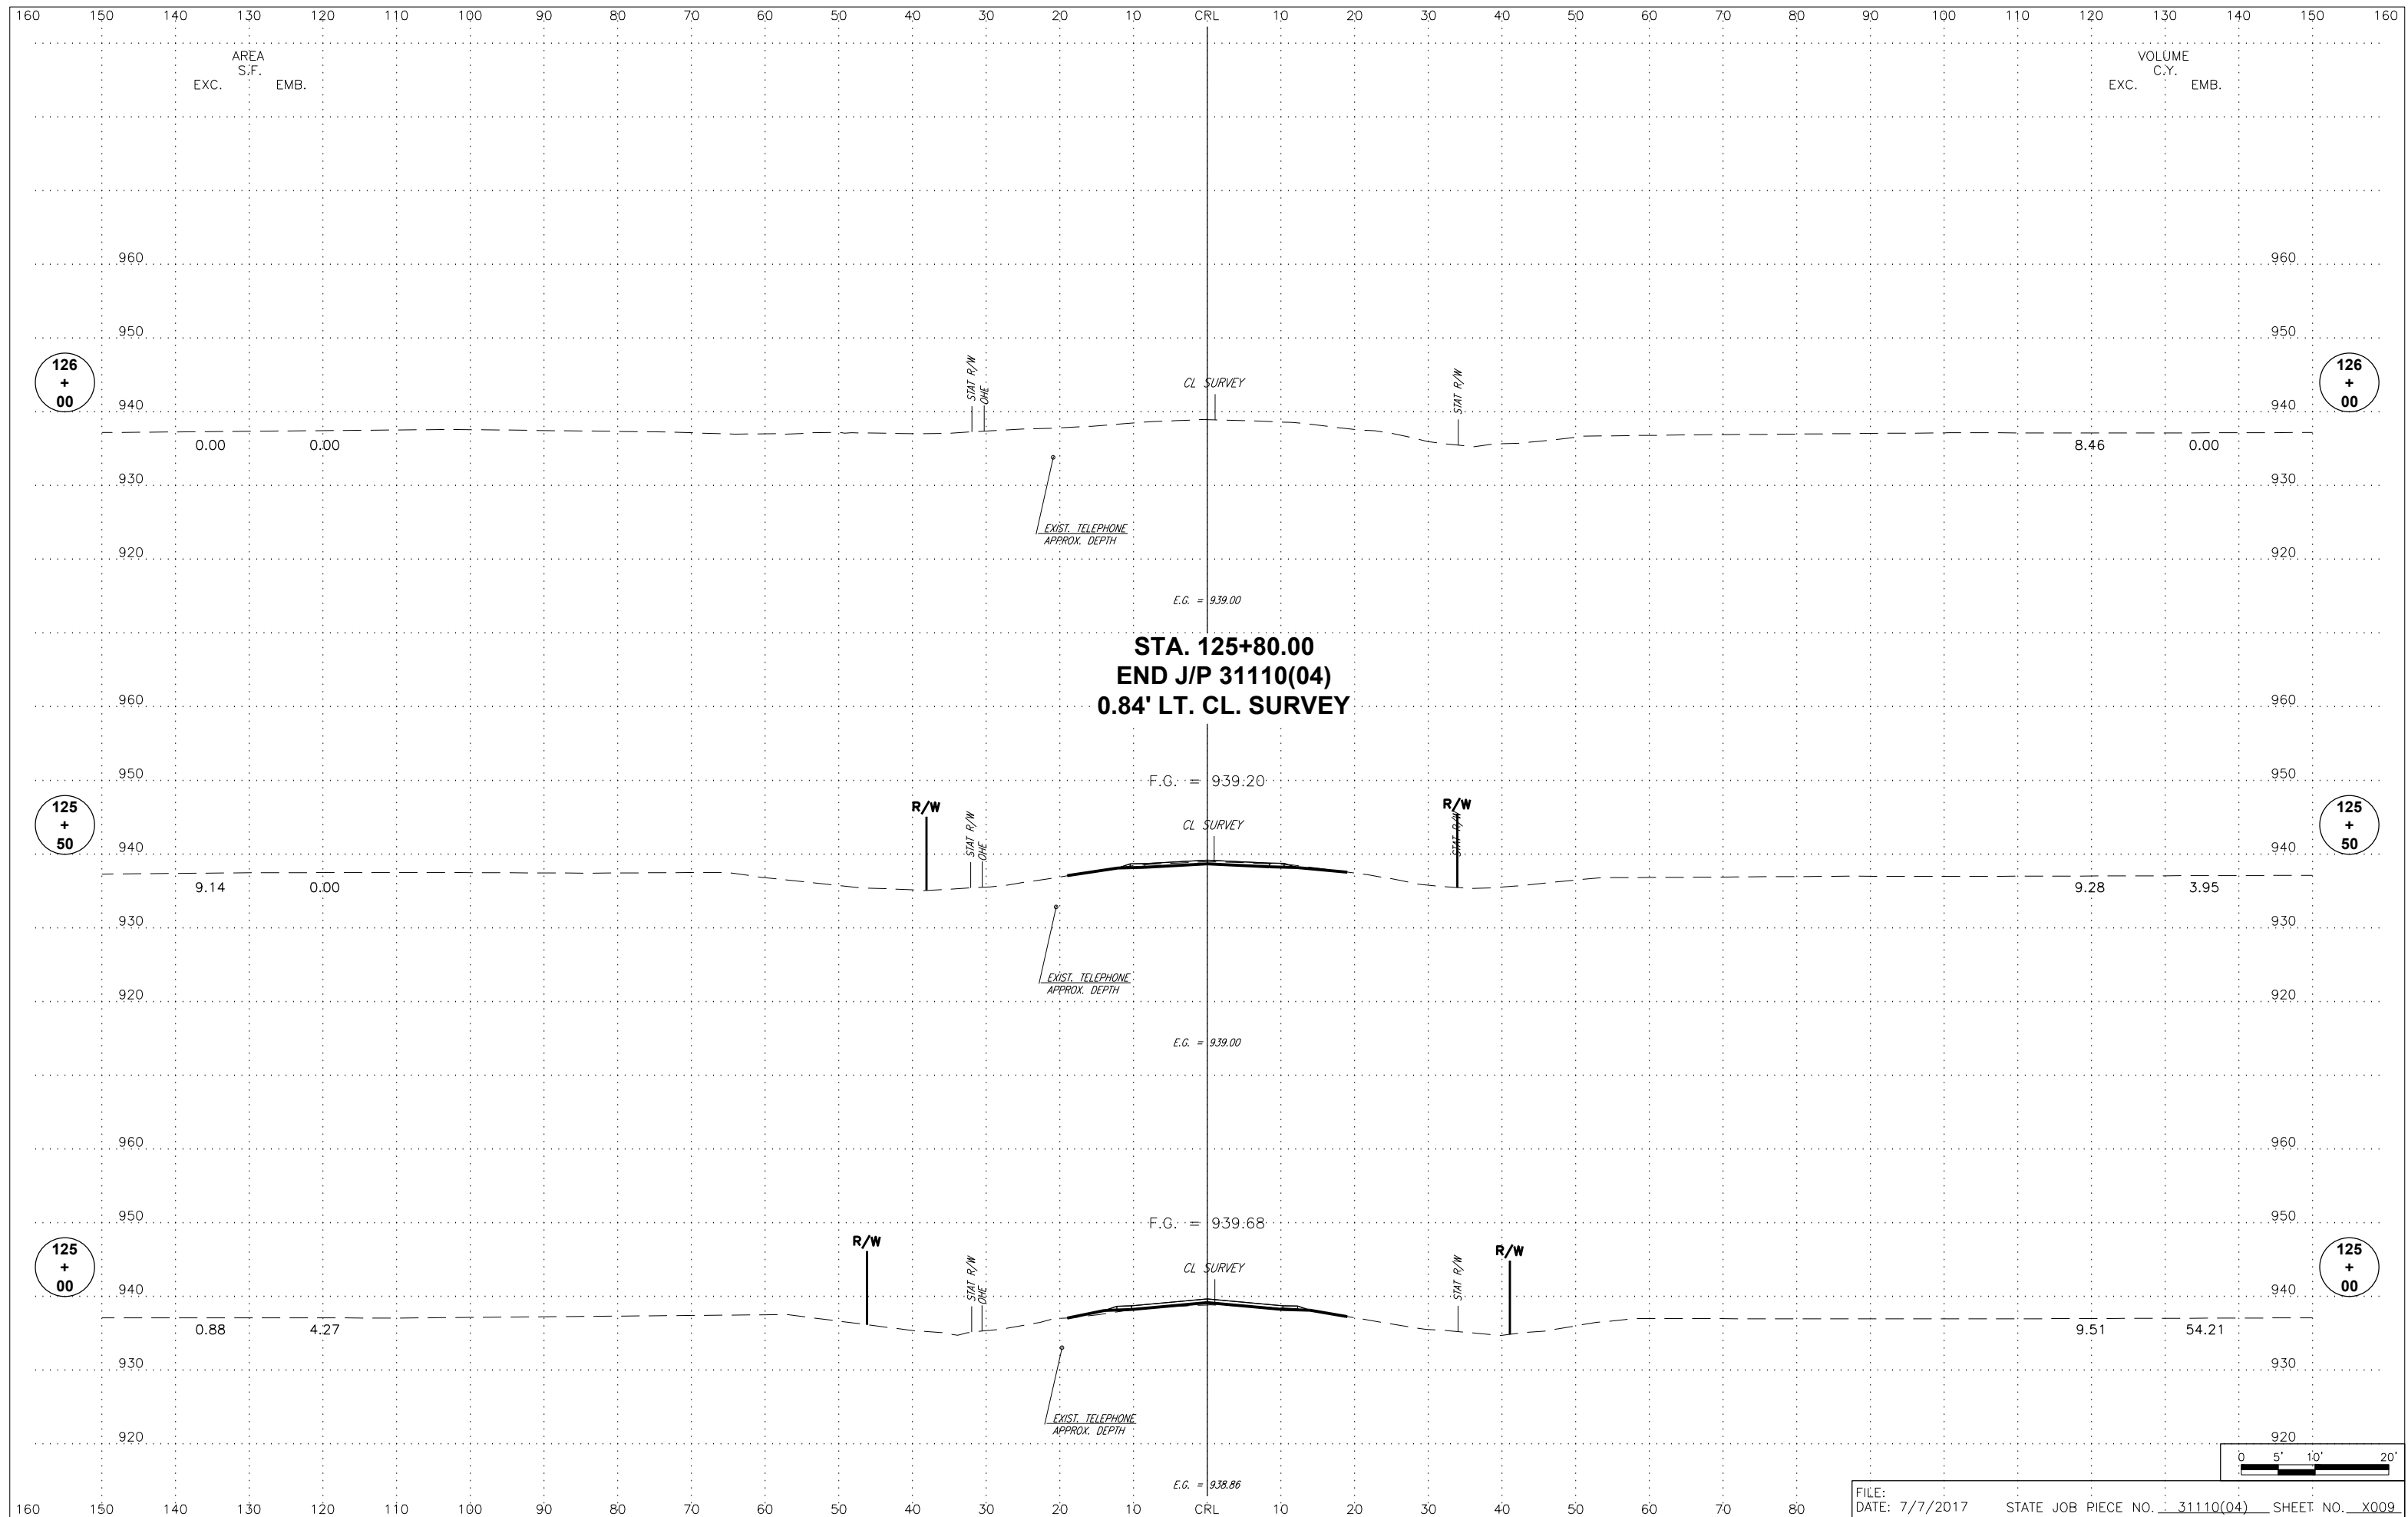 160 150 140 130 120 110 100 90 80 70 60 50 40 30 20 10 CRL 10 20 30 40 50 60 70 80 90 100 110 120 130 140 150 160
AREA
S.F.
EXC. EMB.
VOLUME
C.Y.
EXC. EMB.
960 960
950 950
126
+
00
STAT R/W
OHE
CL SURVEY
STAT R/W
126
+
00
940 940
0.00 0.00 8.46 0.00
930 930
EXIST. TELEPHONE
APPROX. DEPTH
920 920
E.G. = 939.00
STA. 125+80.00
END J/P 31110(04)
0.84' LT. CL. SURVEY
960 960
950 950
F.G. = 939.20
125
+
50
R/W
STAT R/W
OHE
CL SURVEY
R/W
STAT R/W
125
+
50
940 940
9.14 0.00 9.28 3.95
930 930
EXIST. TELEPHONE
APPROX. DEPTH
920 920
E.G. = 939.00
960 960
950 950
F.G. = 939.68
125
+
00
R/W
STAT R/W
OHE
CL SURVEY
STAT R/W
R/W
125
+
00
940 940
0.88 4.27 9.51 54.21
930 930
EXIST. TELEPHONE
APPROX. DEPTH
920 920
E.G. = 938.86
0 5' 10' 20'
160 150 140 130 120 110 100 90 80 70 60 50 40 30 20 10 CRL 10 20 30 40 50 60 70 80
FILE:
DATE: 7/7/2017 STATE JOB PIECE NO. 31110(04) SHEET NO. X009